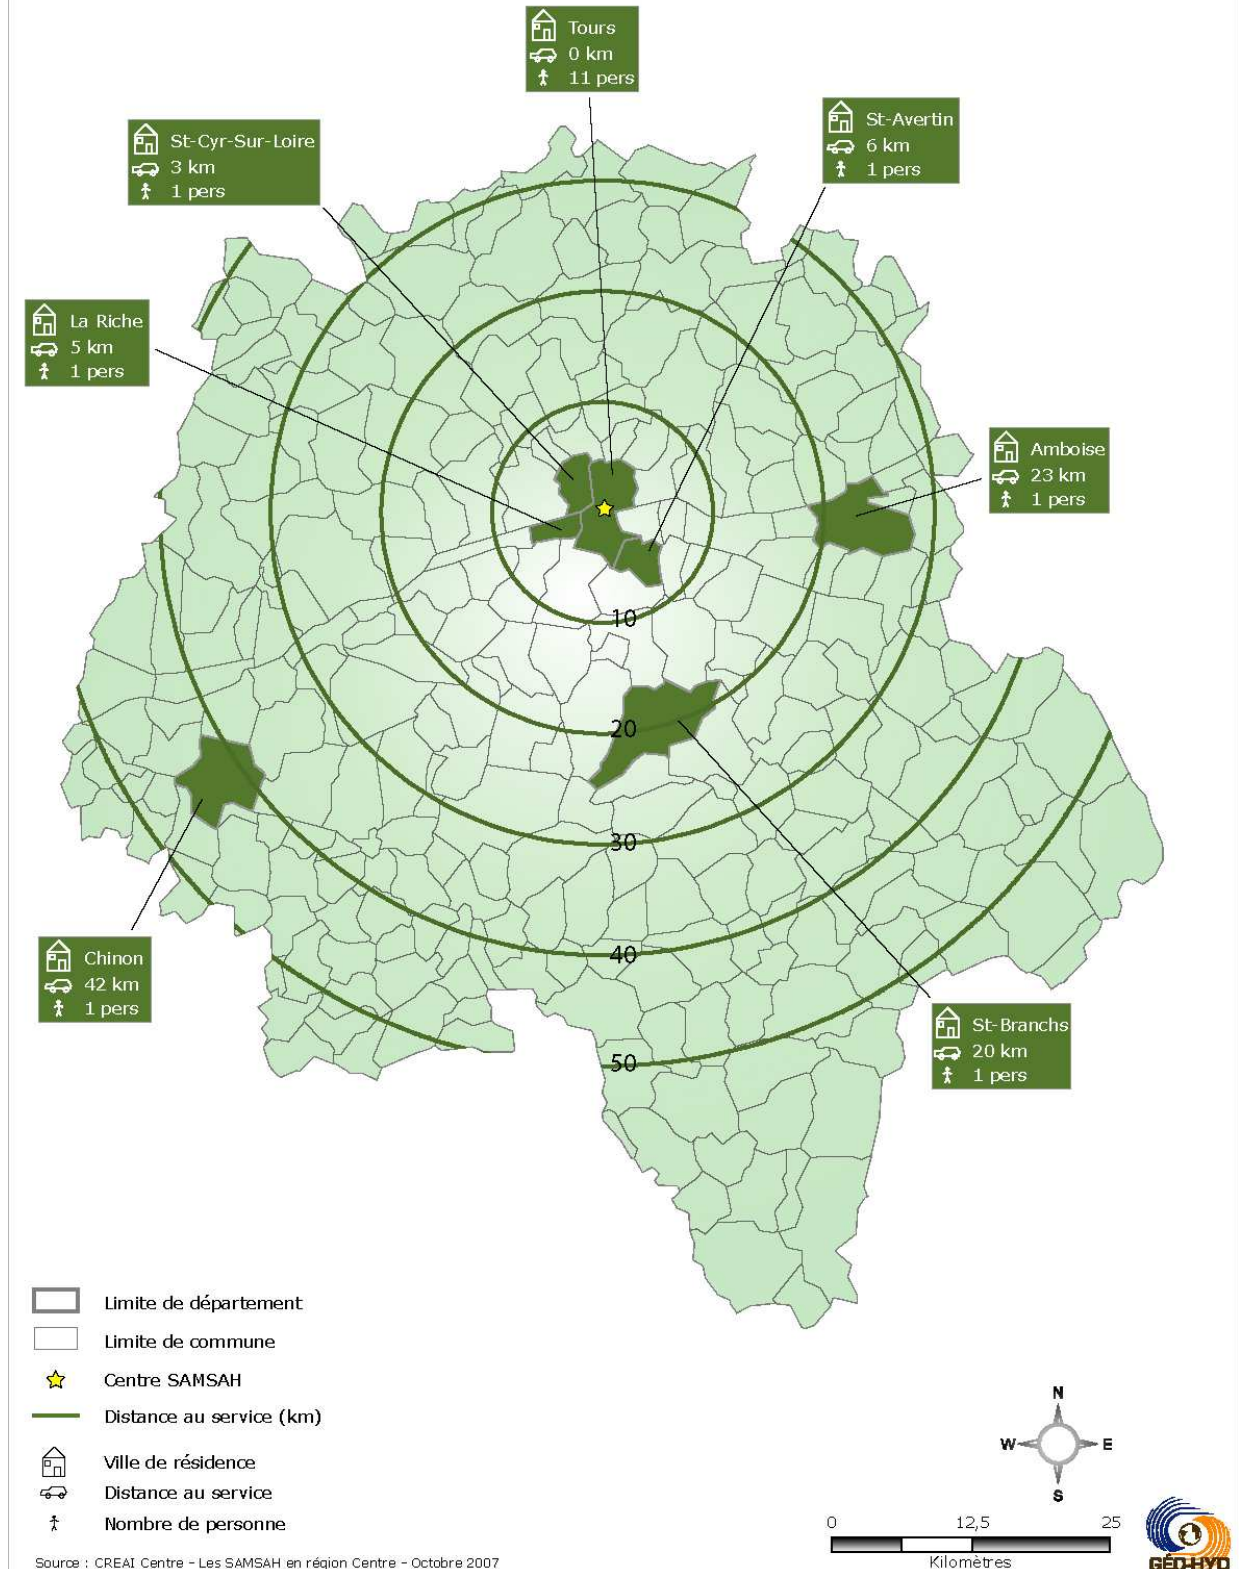 Tours
0 km
11 pers
St-Avertin
6 km
1 pers
St-Cyr-Sur-Loire
3 km
1 pers
La Riche
5 km
1 pers
Amboise
23 km
1 pers
10
20
30
40
50
Chinon
42 km
1 pers
St-Branchs
20 km
1 pers
Limite de département
Limite de commune
Centre SAMSAH
Distance au service (km)
Ville de résidence
Distance au service
Nombre de personne
Source : CREAI Centre - Les SAMSAH en région Centre - Octobre 2007
N
W E
S
0 12,5 25
Kilomètres
GÉO-HYD